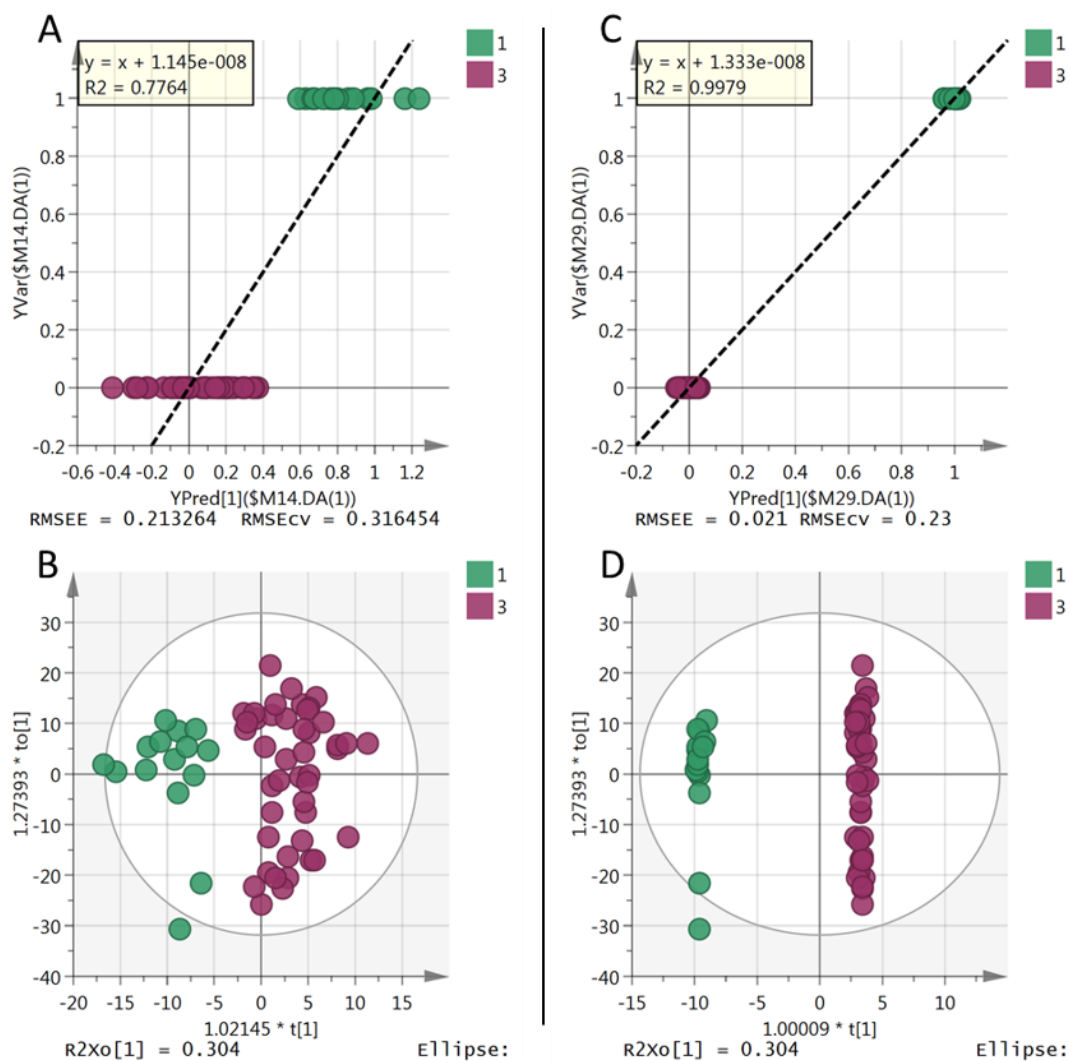 A
y = x + 1.145e-008
R2 = 0.7764
1
3
YVar($M14.DA(1))
1
0.8
0.6
0.4
0.2
0
-0.2
-0.6 -0.4 -0.2 0 0.2 0.4 0.6 0.8 1 1.2
YPred[1]($M14.DA(1))
RMSEE = 0.213264 RMSEcv = 0.316454
C
y = x + 1.333e-008
R2 = 0.9979
1
3
YVar($M29.DA(1))
1
0.8
0.6
0.4
0.2
0
-0.2
-0.2 0 0.2 0.4 0.6 0.8 1
YPred[1]($M29.DA(1))
RMSEE = 0.021 RMSEcv = 0.23
B
1
3
1.27393 * to[1]
30
20
10
0
-10
-20
-30
-40
-20 -15 -10 -5 0 5 10 15
1.02145 * t[1]
R2Xo[1] = 0.304 Ellipse:
D
1
3
1.27393 * to[1]
30
20
10
0
-10
-20
-30
-40
-15 -10 -5 0 5 10 15
1.00009 * t[1]
R2Xo[1] = 0.304 Ellipse: